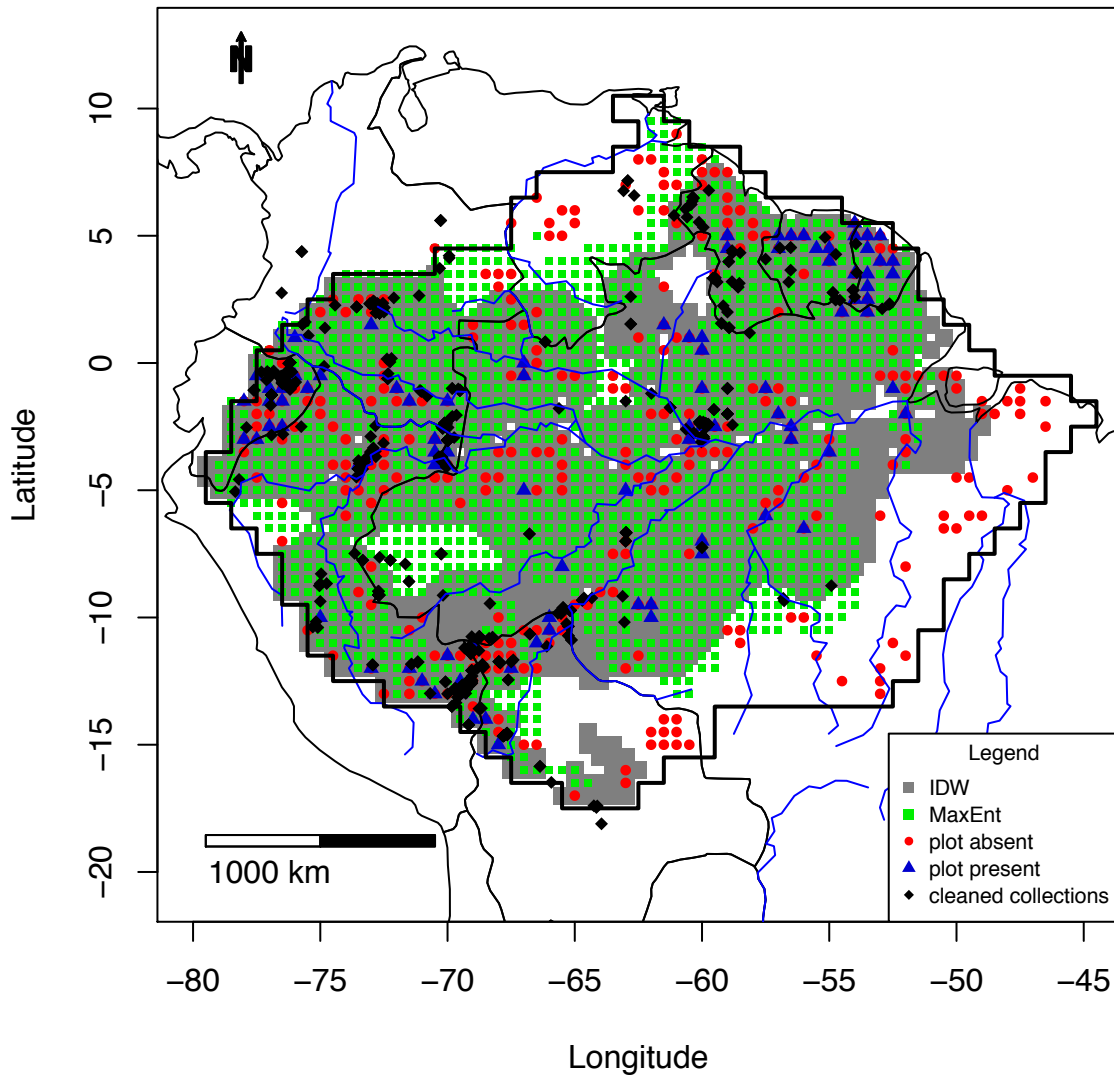 N
Latitude
10
5
0
−5
−10
−15
−20
1000 km
Legend
IDW
MaxEnt
plot absent
plot present
cleaned collections
−80 −75 −70 −65 −60 −55 −50 −45
Longitude